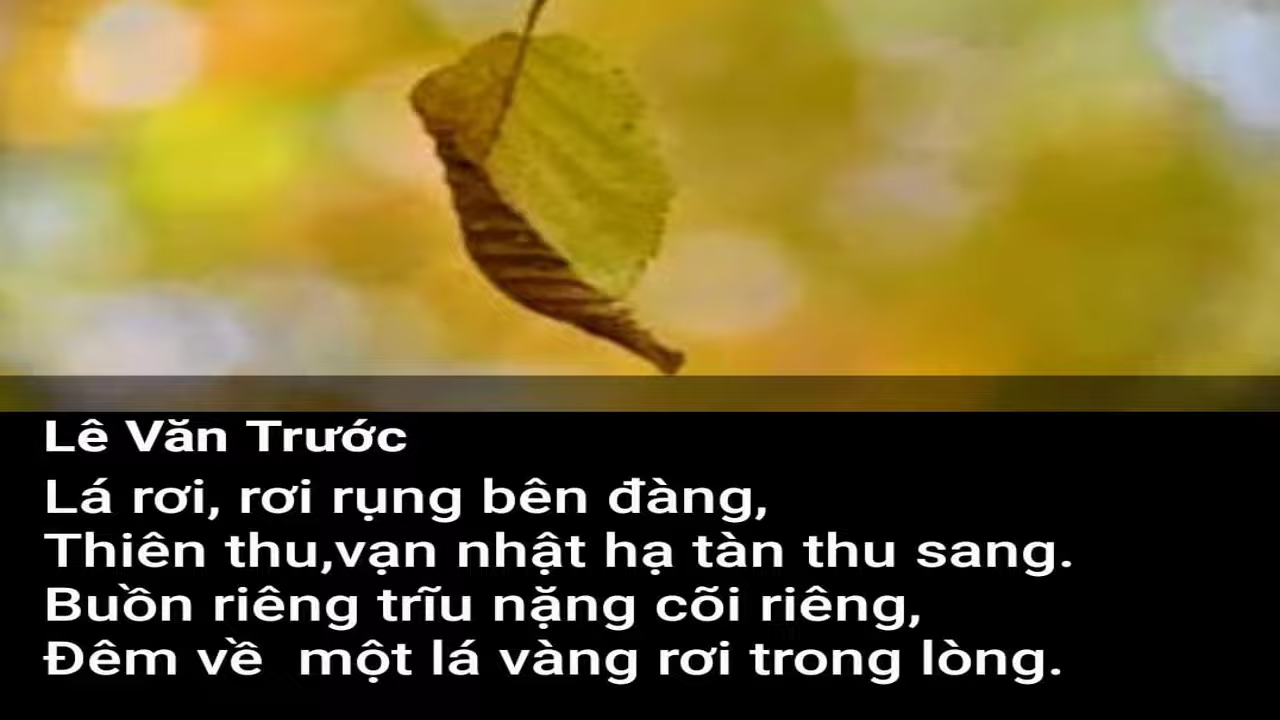 Lê Văn Trước
Lá rơi, rơi rụng bên đàng,
Thiên thu,vạn nhật hạ tàn thu sang.
Buồn riêng trĩu nặng cõi riêng,
Đêm về  một lá vàng rơi trong lòng.